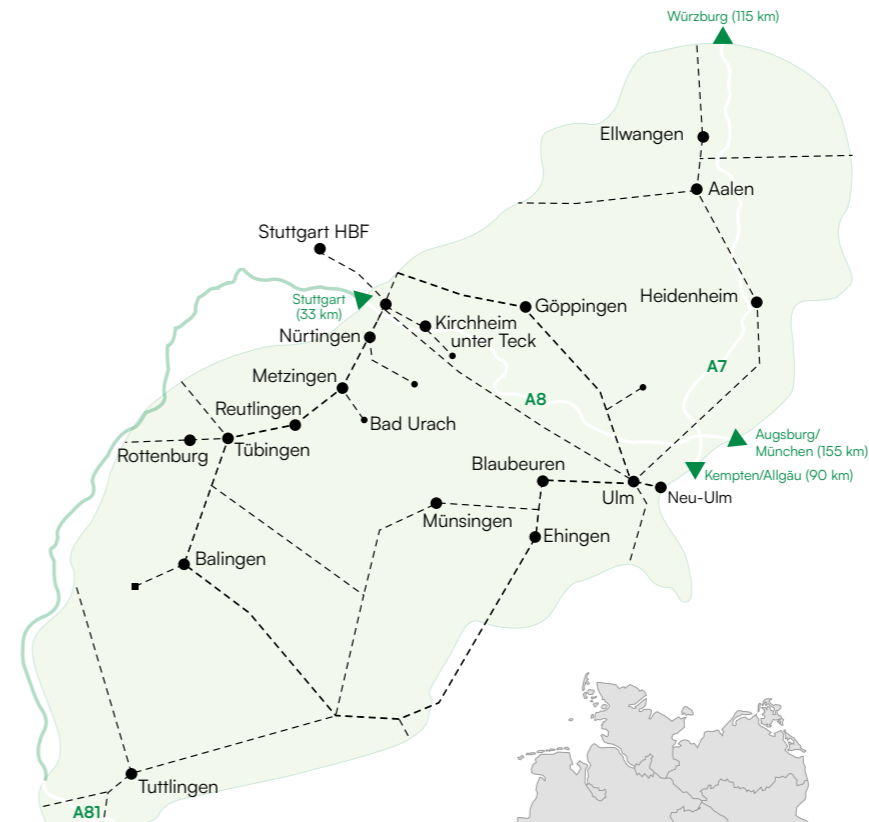 Würzburg (115 km)
Ellwangen
Aalen
Stuttgart HBF
Stuttgart
(33 km)
Göppingen
Heidenheim
Kirchheim
unter Teck
Nürtingen
A7
Metzingen
A8
Reutlingen
Bad Urach
Rottenburg
Tübingen
Augsburg/
München (155 km)
Blaubeuren
Kempten/Allgäu (90 km)
Ulm
Neu-Ulm
Münsingen
Ehingen
Balingen
Tuttlingen
A81